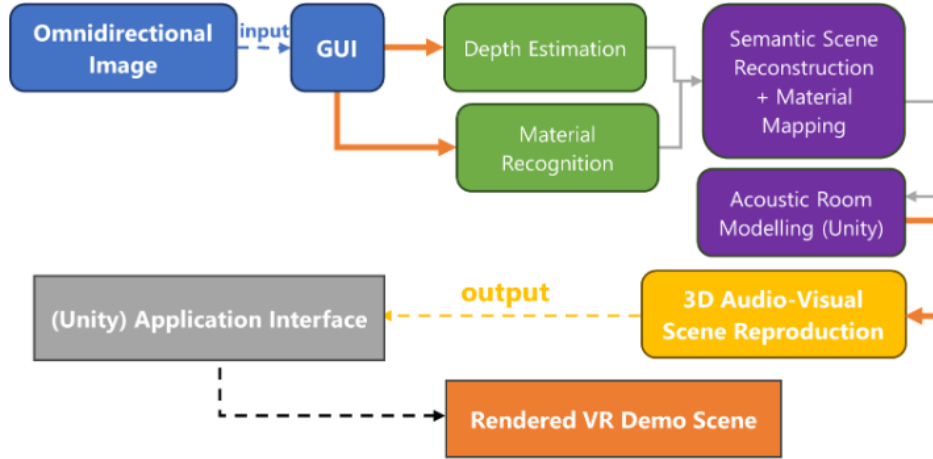 Omnidirectional
Image
input
GUI
Depth Estimation
Material
Recognition
Semantic Scene
Reconstruction
+ Material
Mapping
Acoustic Room
Modelling (Unity)
3D Audio-Visual
Scene Reproduction
output
(Unity) Application Interface
Rendered VR Demo Scene